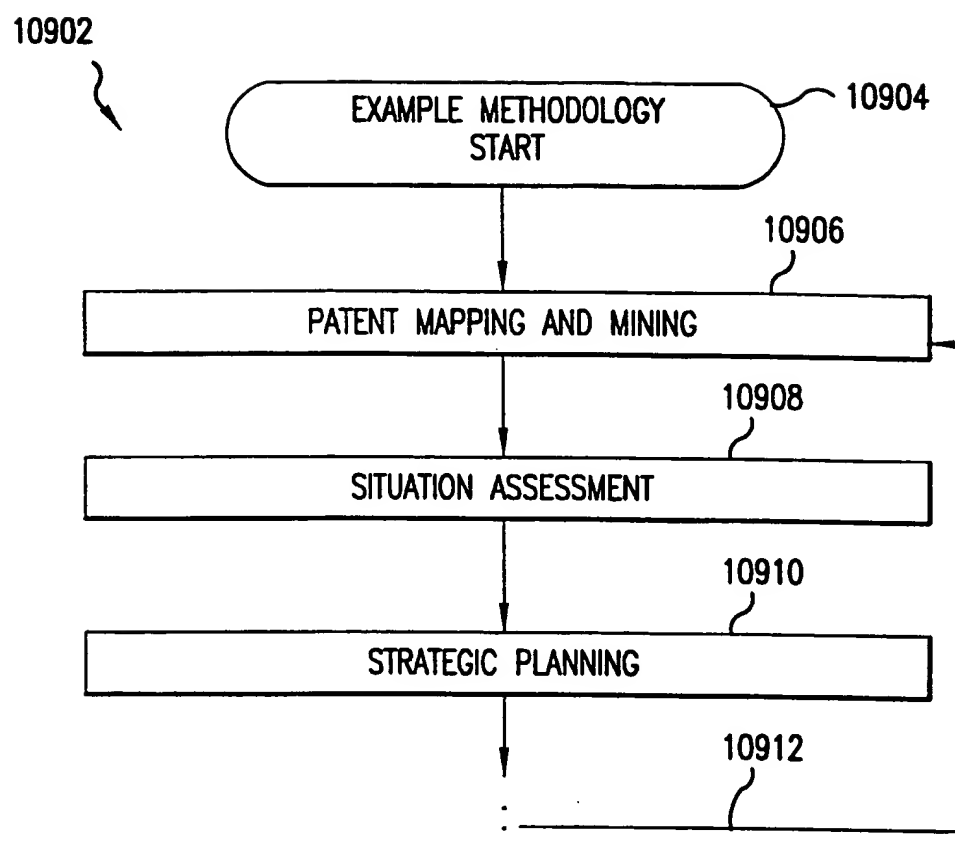 10902
EXAMPLE METHODOLOGY
START
10904
10906
PATENT MAPPING AND MINING
10908
SITUATION ASSESSMENT
10910
STRATEGIC PLANNING
10912